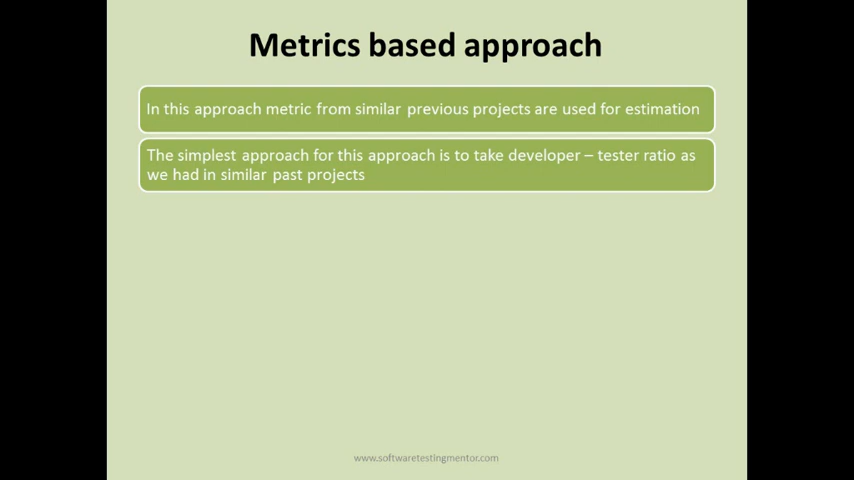 Metrics based approach
In this approach metric from similar previous projects are used for estimation
The simplest approach for this approach is to take developer – tester ratio as
we had in similar past projects
www.softwaretestingmentor.com